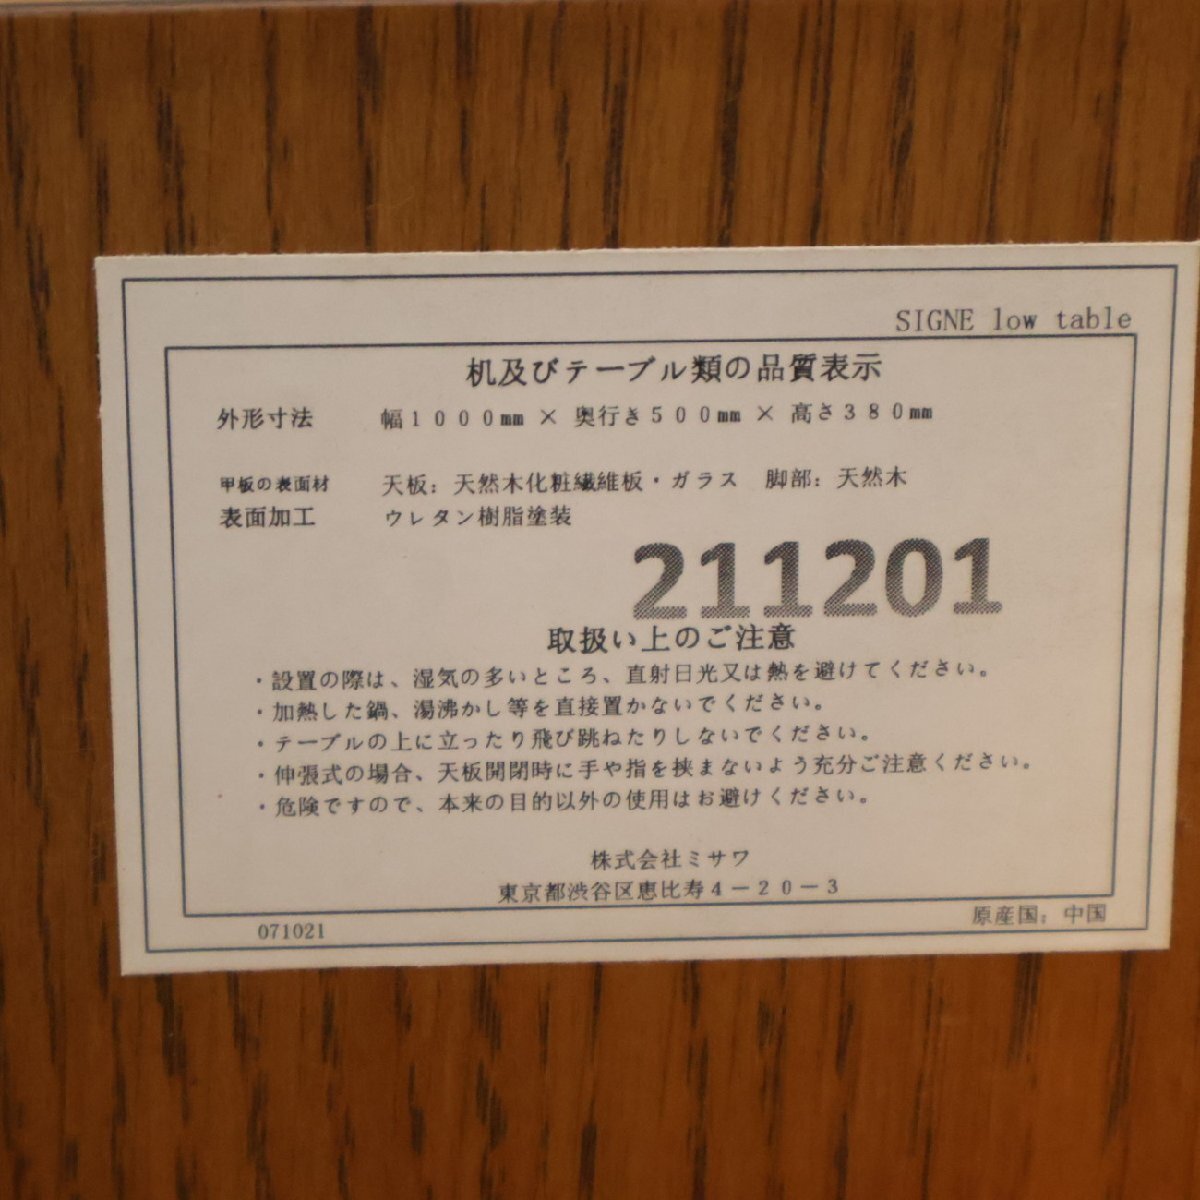 SIGNE low table
机及びテーブル類の品質表示
外形寸法 幅１０００㎜ × 奥行き５００㎜ × 高さ３８０㎜
甲板の表面材 天板：天然木化粧繊維板・ガラス 脚部：天然木
表面加工 ウレタン樹脂塗装
211201
取扱い上のご注意
・設置の際は、湿気の多いところ、直射日光又は熱を避けてください。
・加熱した鍋、湯沸かし等を直接置かないでください。
・テーブルの上に立ったり飛び跳ねたりしないでください。
・伸張式の場合、天板開閉時に手や指を挟まないよう充分ご注意ください。
・危険ですので、本来の目的以外の使用はお避けください。
株式会社ミサワ
東京都渋谷区恵比寿４－２０－３
071021 原産国：中国